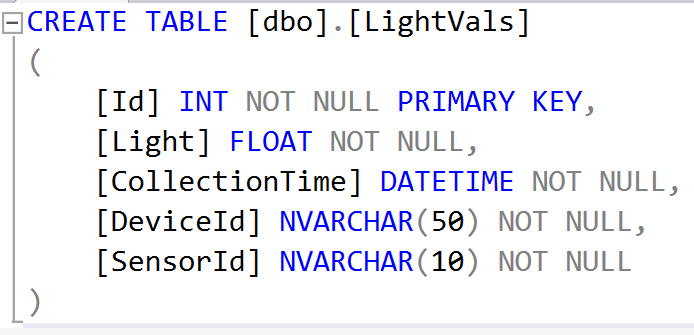 CREATE TABLE [dbo].[LightVals]
(
[Id] INT NOT NULL PRIMARY KEY,
[Light] FLOAT NOT NULL,
[CollectionTime] DATETIME NOT NULL,
[DeviceId] NVARCHAR(50) NOT NULL,
[SensorId] NVARCHAR(10) NOT NULL
)